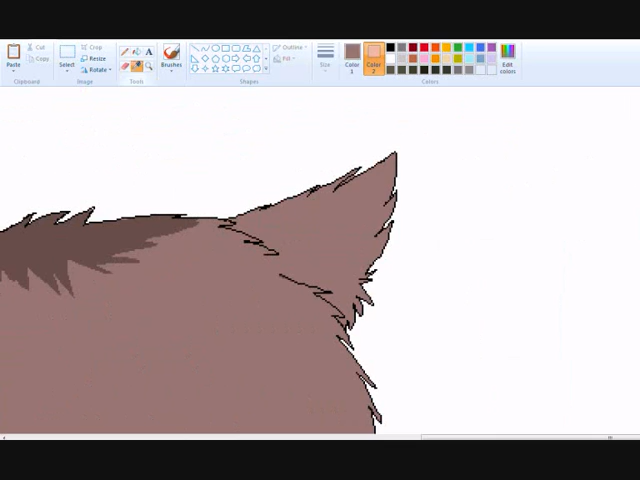 Cut
Copy
Paste
Clipboard
Crop
Resize
Rotate
Select
Image
A
Tools
Brushes
Outline
Fill
Shapes
Size
Color 1
Color 2
Edit colors
Colors